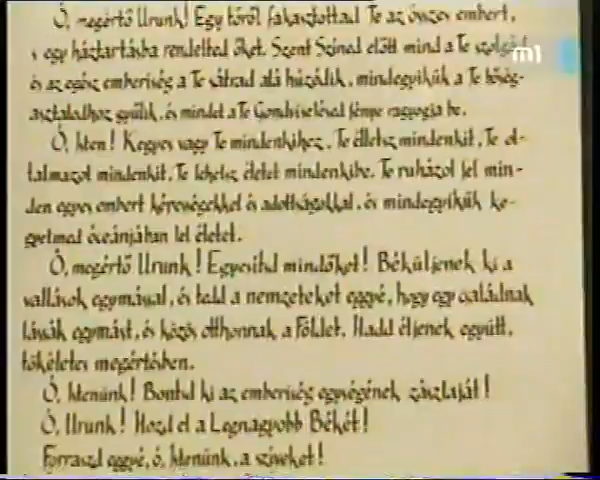 Ó, megértő Urunk! Egy tőről fakasztottad Te az összes embert,
s egy háztartásba rendelted őket. Szent Színed előtt mind a Te szolgáid
m1
és az egész emberiség a Te sátrad alá húzódik, mindegyikük a Te bőség-
asztalodhoz gyűlik, és mindet a Te Gondviselésed fénye ragyogja be.
Ó, Isten! Kegyes vagy Te mindenkihez, Te éltetsz mindenkit, Te ol-
talmazol mindenkit, Te lehelsz életet mindenkibe. Te ruházol fel min-
den egyes embert képességekkel és adottságokkal, és mindegyikük ke-
gyelmed óceánjában lel életet.
Ó, megértő Urunk! Egyesítsd mindőket! Béküljenek ki a
vallások egymással, és tedd a nemzeteket eggyé, hogy egy családnak
lássák egymást, és közös otthonnak a Földet. Hadd éljenek együtt,
tökéletes megértésben.
Ó, Istenünk! Bontsd ki az emberiség egységének zászlaját!
Ó, Urunk! Hozd el a Legnagyobb Békét!
Forraszd eggyé, ó, Istenünk, a szíveket!